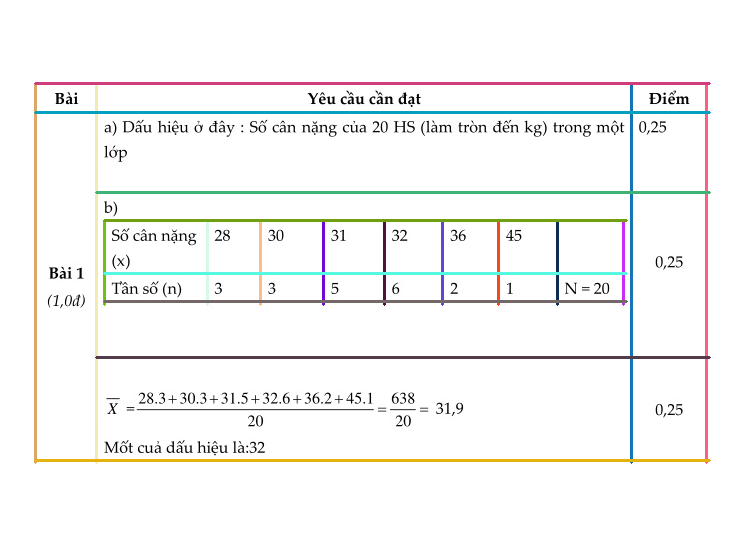 Bài Yêu cầu cần đạt Điểm
a) Dấu hiệu ở đây : Số cân nặng của 20 HS (làm tròn đến kg) trong một 0,25
lớp
b)
Số cân nặng 28 30 31 32 36 45
(x)
Bài 1
(1,0đ)
0,25
Tần số (n) 3 3 5 6 2 1 N = 20
X̅ = (28.3+30.3+31.5+32.6+36.2+45.1)/20 = 638/20 = 31,9 0,25
Mốt cuả dấu hiệu là:32